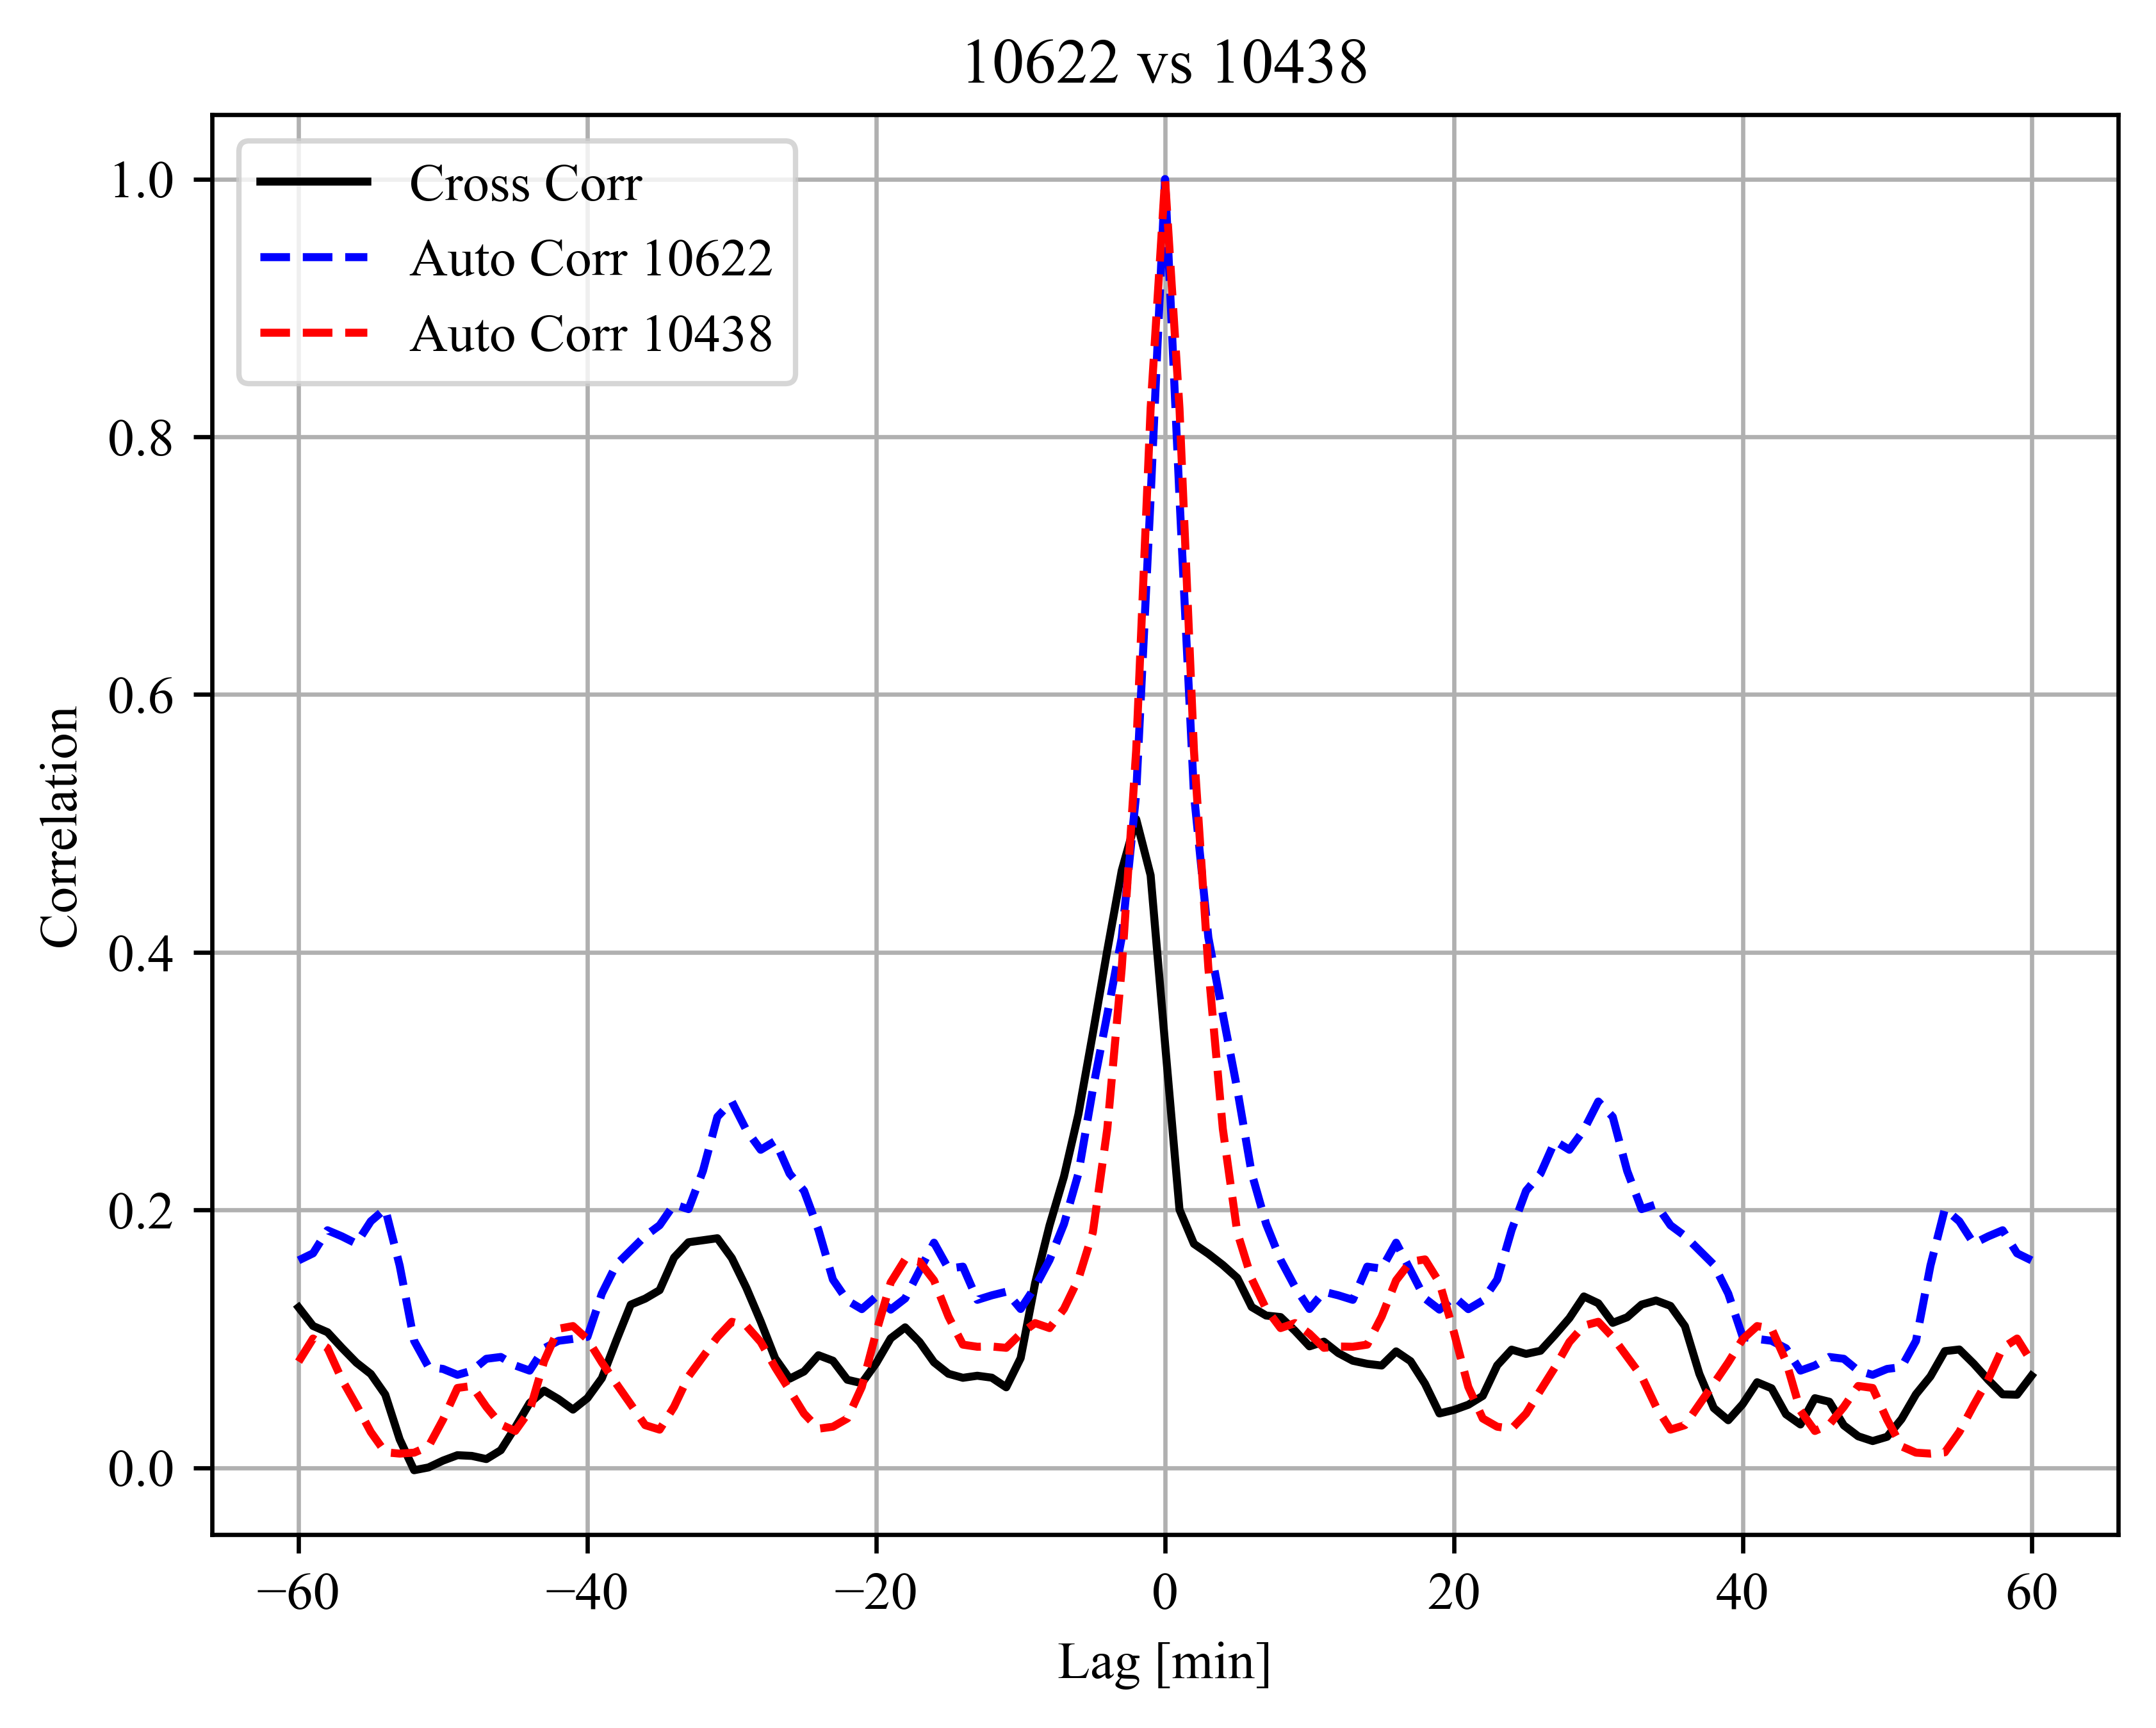 10622 vs 10438
Cross Corr
Auto Corr 10622
Auto Corr 10438
1.0
0.8
0.6
0.4
0.2
0.0
Correlation
−60 −40 −20 0 20 40 60
Lag [min]